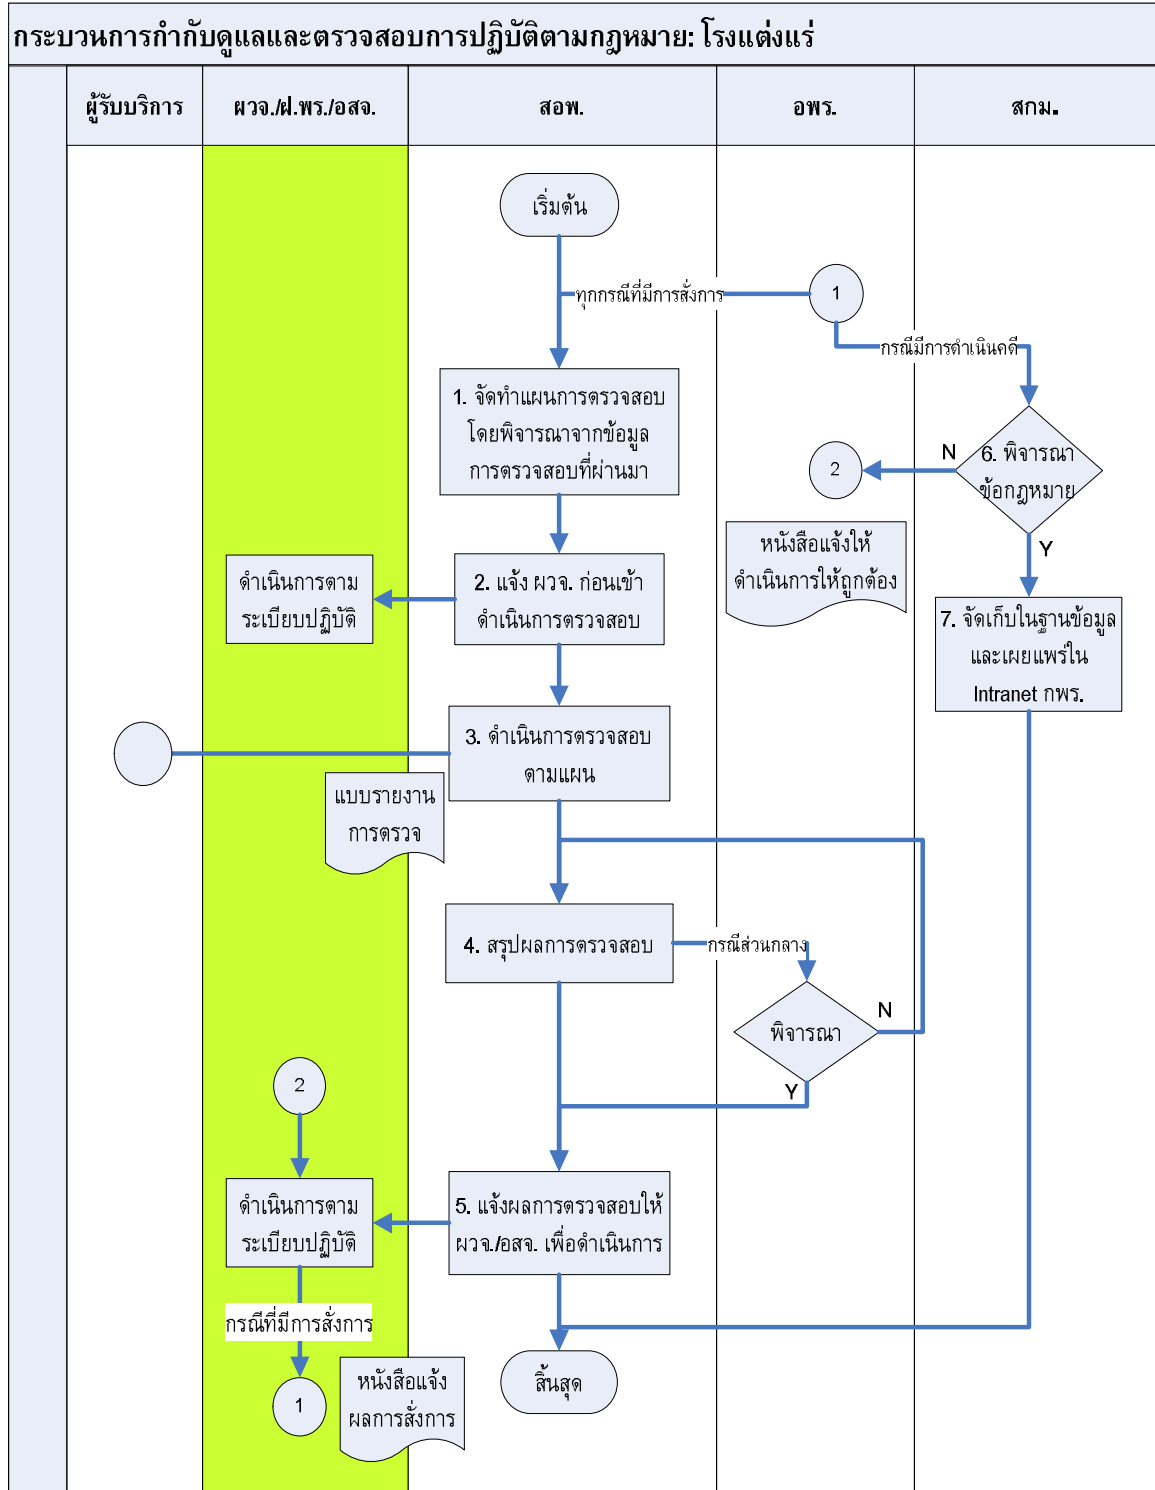 กระบวนการกำกับดูแลและตรวจสอบการปฏิบัติตามกฎหมาย: โรงแต่งแร่
ผู้รับบริการ
ผวจ./ฝ.พร./อสจ.
สอพ.
อพร.
สกม.
เริ่มต้น
ทุกกรณีที่มีการสั่งการ
1
กรณีมีการดำเนินคดี
1. จัดทำแผนการตรวจสอบ
โดยพิจารณาจากข้อมูล
การตรวจสอบที่ผ่านมา
2
N
6. พิจารณา
ข้อกฎหมาย
Y
หนังสือแจ้งให้
ดำเนินการให้ถูกต้อง
ดำเนินการตาม
ระเบียบปฏิบัติ
2. แจ้ง ผวจ. ก่อนเข้า
ดำเนินการตรวจสอบ
7. จัดเก็บในฐานข้อมูล
และเผยแพร่ใน
Intranet กพร.
3. ดำเนินการตรวจสอบ
ตามแผน
แบบรายงาน
การตรวจ
4. สรุปผลการตรวจสอบ
กรณีส่วนกลาง
พิจารณา
N
Y
2
ดำเนินการตาม
ระเบียบปฏิบัติ
5. แจ้งผลการตรวจสอบให้
ผวจ./อสจ. เพื่อดำเนินการ
กรณีที่มีการสั่งการ
1
หนังสือแจ้ง
ผลการสั่งการ
สิ้นสุด